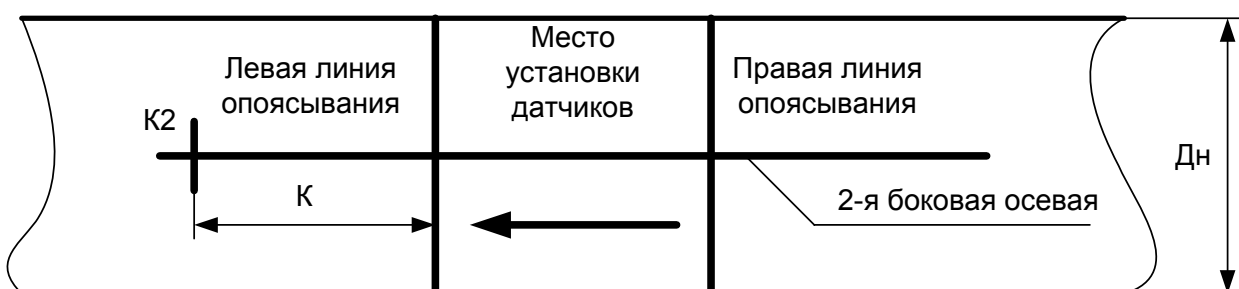 Место
установки
датчиков
Левая линия
опоясывания
Правая линия
опоясывания
К2
Дн
К
2-я боковая осевая